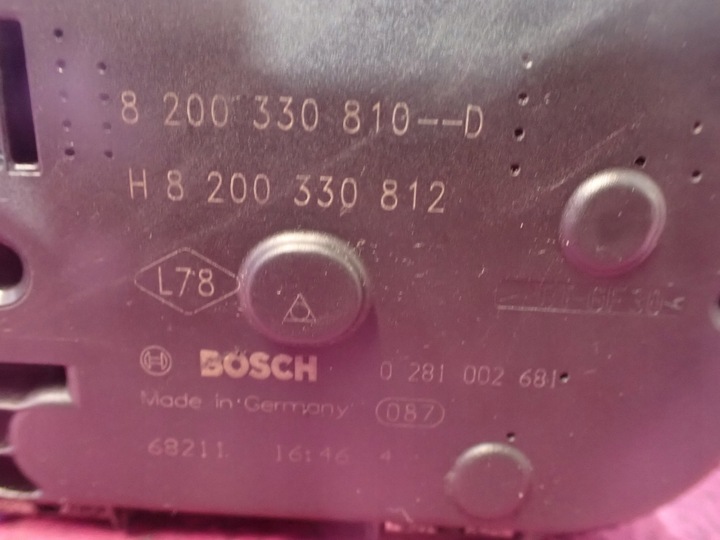 8 200 330 810--D
H 8 200 330 812
L78
BOSCH 0 281 002 681
Made in Germany 087
68211 16:46 4